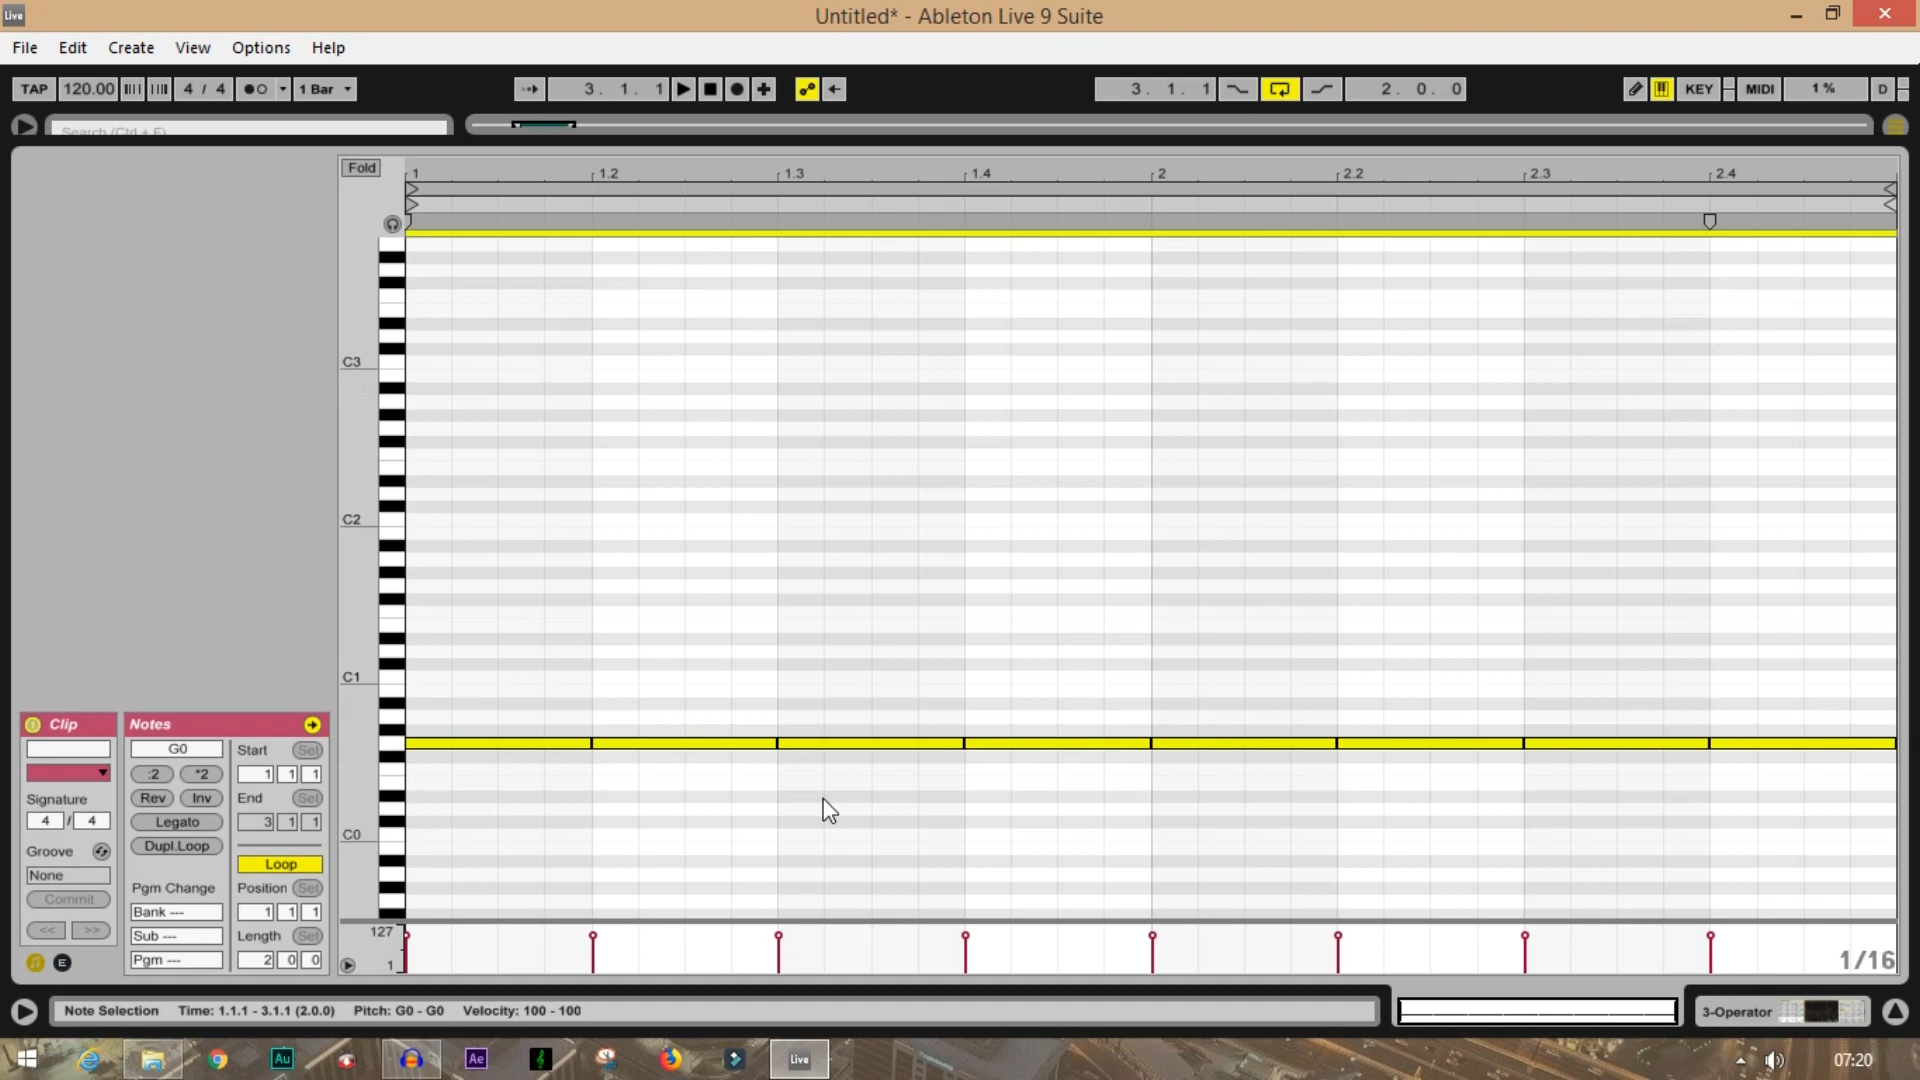 Live
Untitled* - Ableton Live 9 Suite
File Edit Create View Options Help
TAP 120.00 4 / 4 1 Bar 3. 1. 1 3. 1. 1 2. 0. 0 KEY MIDI 1 % D
Search (Ctrl + F)
Fold 1 1.2 1.3 1.4 2 2.2 2.3 2.4
C3
C2
C1
C0
Clip
Signature
4 / 4
Groove
None
Commit
<< >>
E
Notes
G0
:2 *2
Rev Inv
Legato
Dupl.Loop
Pgm Change
Bank ---
Sub ---
Pgm ---
Start Set
1 1 1
End Set
3 1 1
Loop
Position Set
1 1 1
Length Set
2 0 0
127
1
1/16
Note Selection Time: 1.1.1 - 3.1.1 (2.0.0) Pitch: G0 - G0 Velocity: 100 - 100
3-Operator
Au Ae Live 07:20